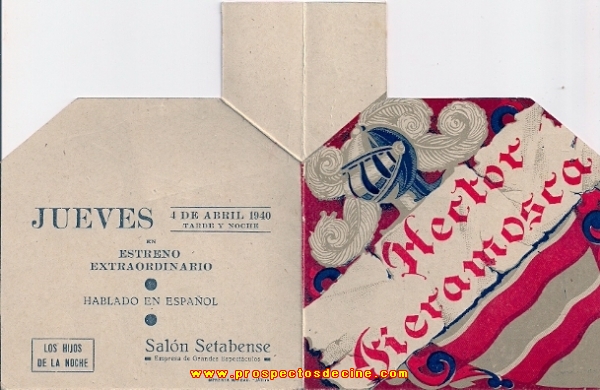 JUEVES
4 DE ABRIL 1940
TARDE Y NOCHE
EN
ESTRENO
EXTRAORDINARIO
HABLADO EN ESPAÑOL
LOS HIJOS
DE LA NOCHE
Salón Setabense
Empresa de Grandes Espectáculos
Hector
Fieramosca
www.prospectosdecine.com